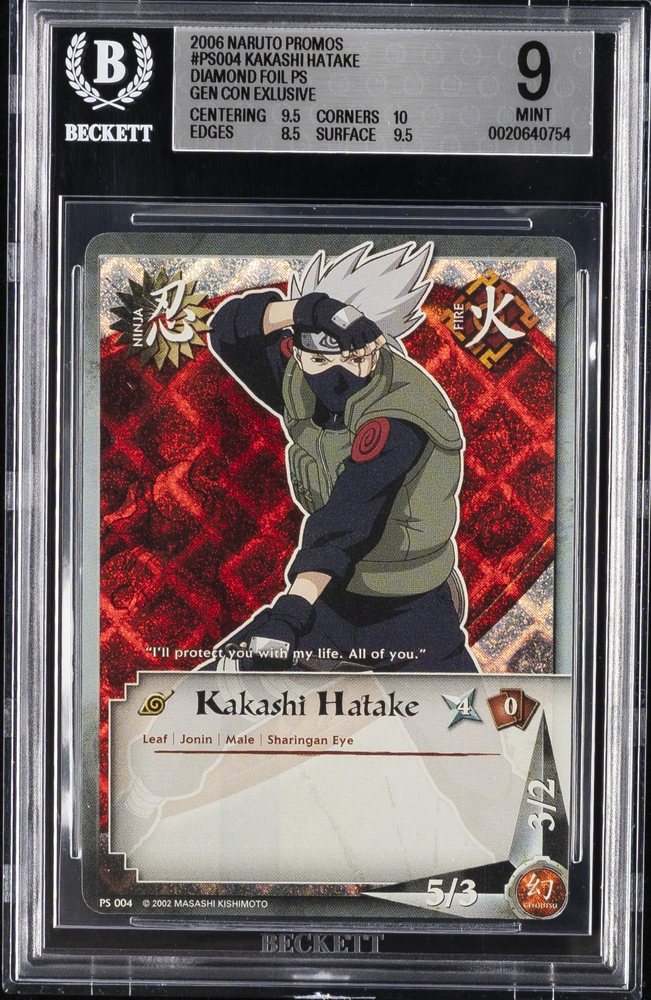 2006 NARUTO PROMOS
#PS004 KAKASHI HATAKE
DIAMOND FOIL PS
GEN CON EXLUSIVE
CENTERING 9.5 CORNERS 10
EDGES 8.5 SURFACE 9.5
9
MINT
0020640754
B
BECKETT
NINJA
忍
FIRE
火
"I'll protect you with my life. All of you."
Kakashi Hatake
4
0
Leaf | Jonin | Male | Sharingan Eye
3/2
5/3
幻
GENJUTSU
PS 004 © 2002 MASASHI KISHIMOTO
BECKETT